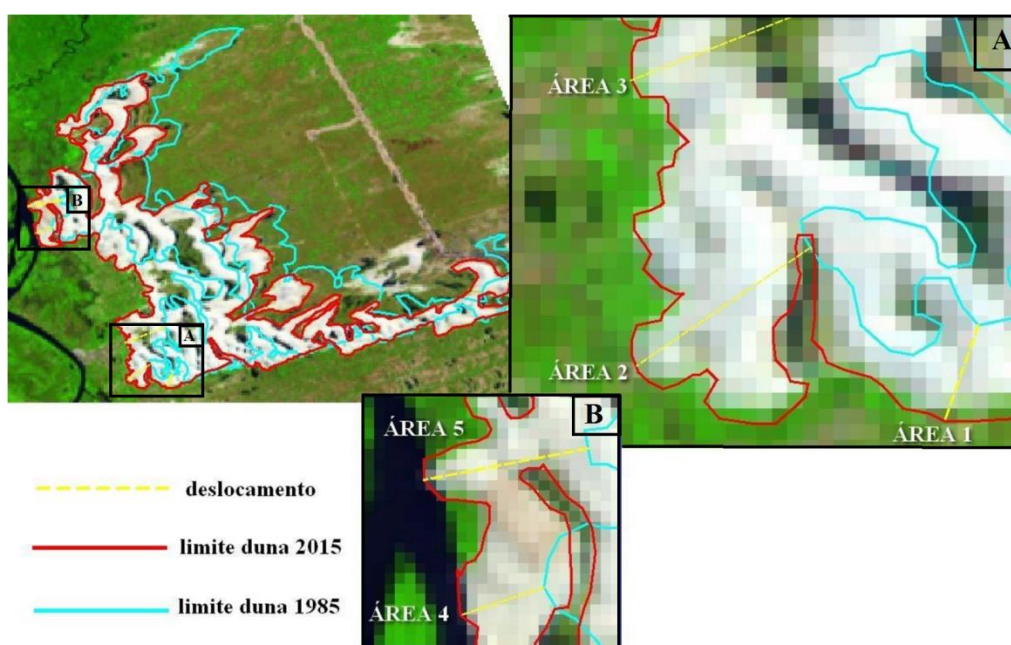 A
ÁREA 3
B
A
ÁREA 2
ÁREA 1
B
ÁREA 5
deslocamento
limite duna 2015
limite duna 1985
ÁREA 4